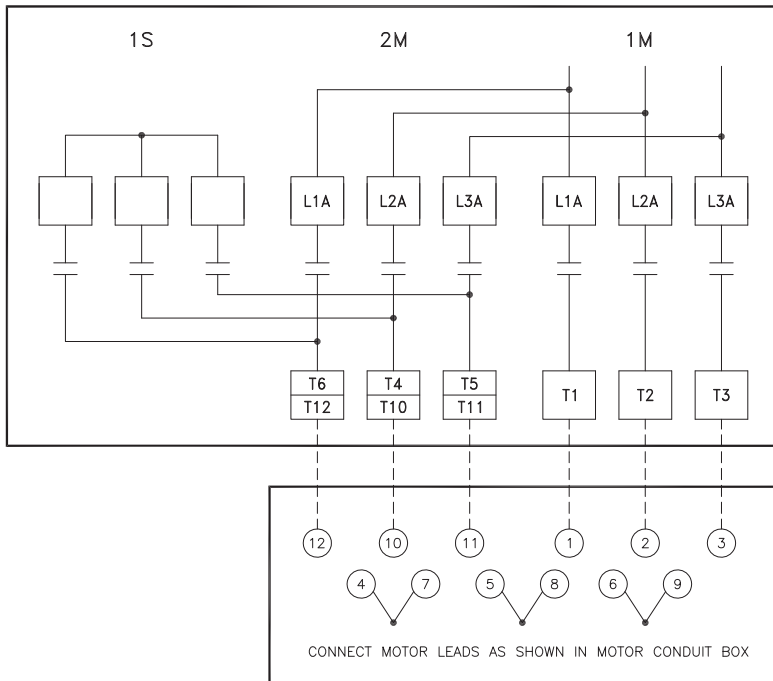 1S 2M 1M
L1A L2A L3A L1A L2A L3A
T6 T4 T5 T1 T2 T3
T12 T10 T11
12 10 11 1 2 3
4 7 5 8 6 9
CONNECT MOTOR LEADS AS SHOWN IN MOTOR CONDUIT BOX